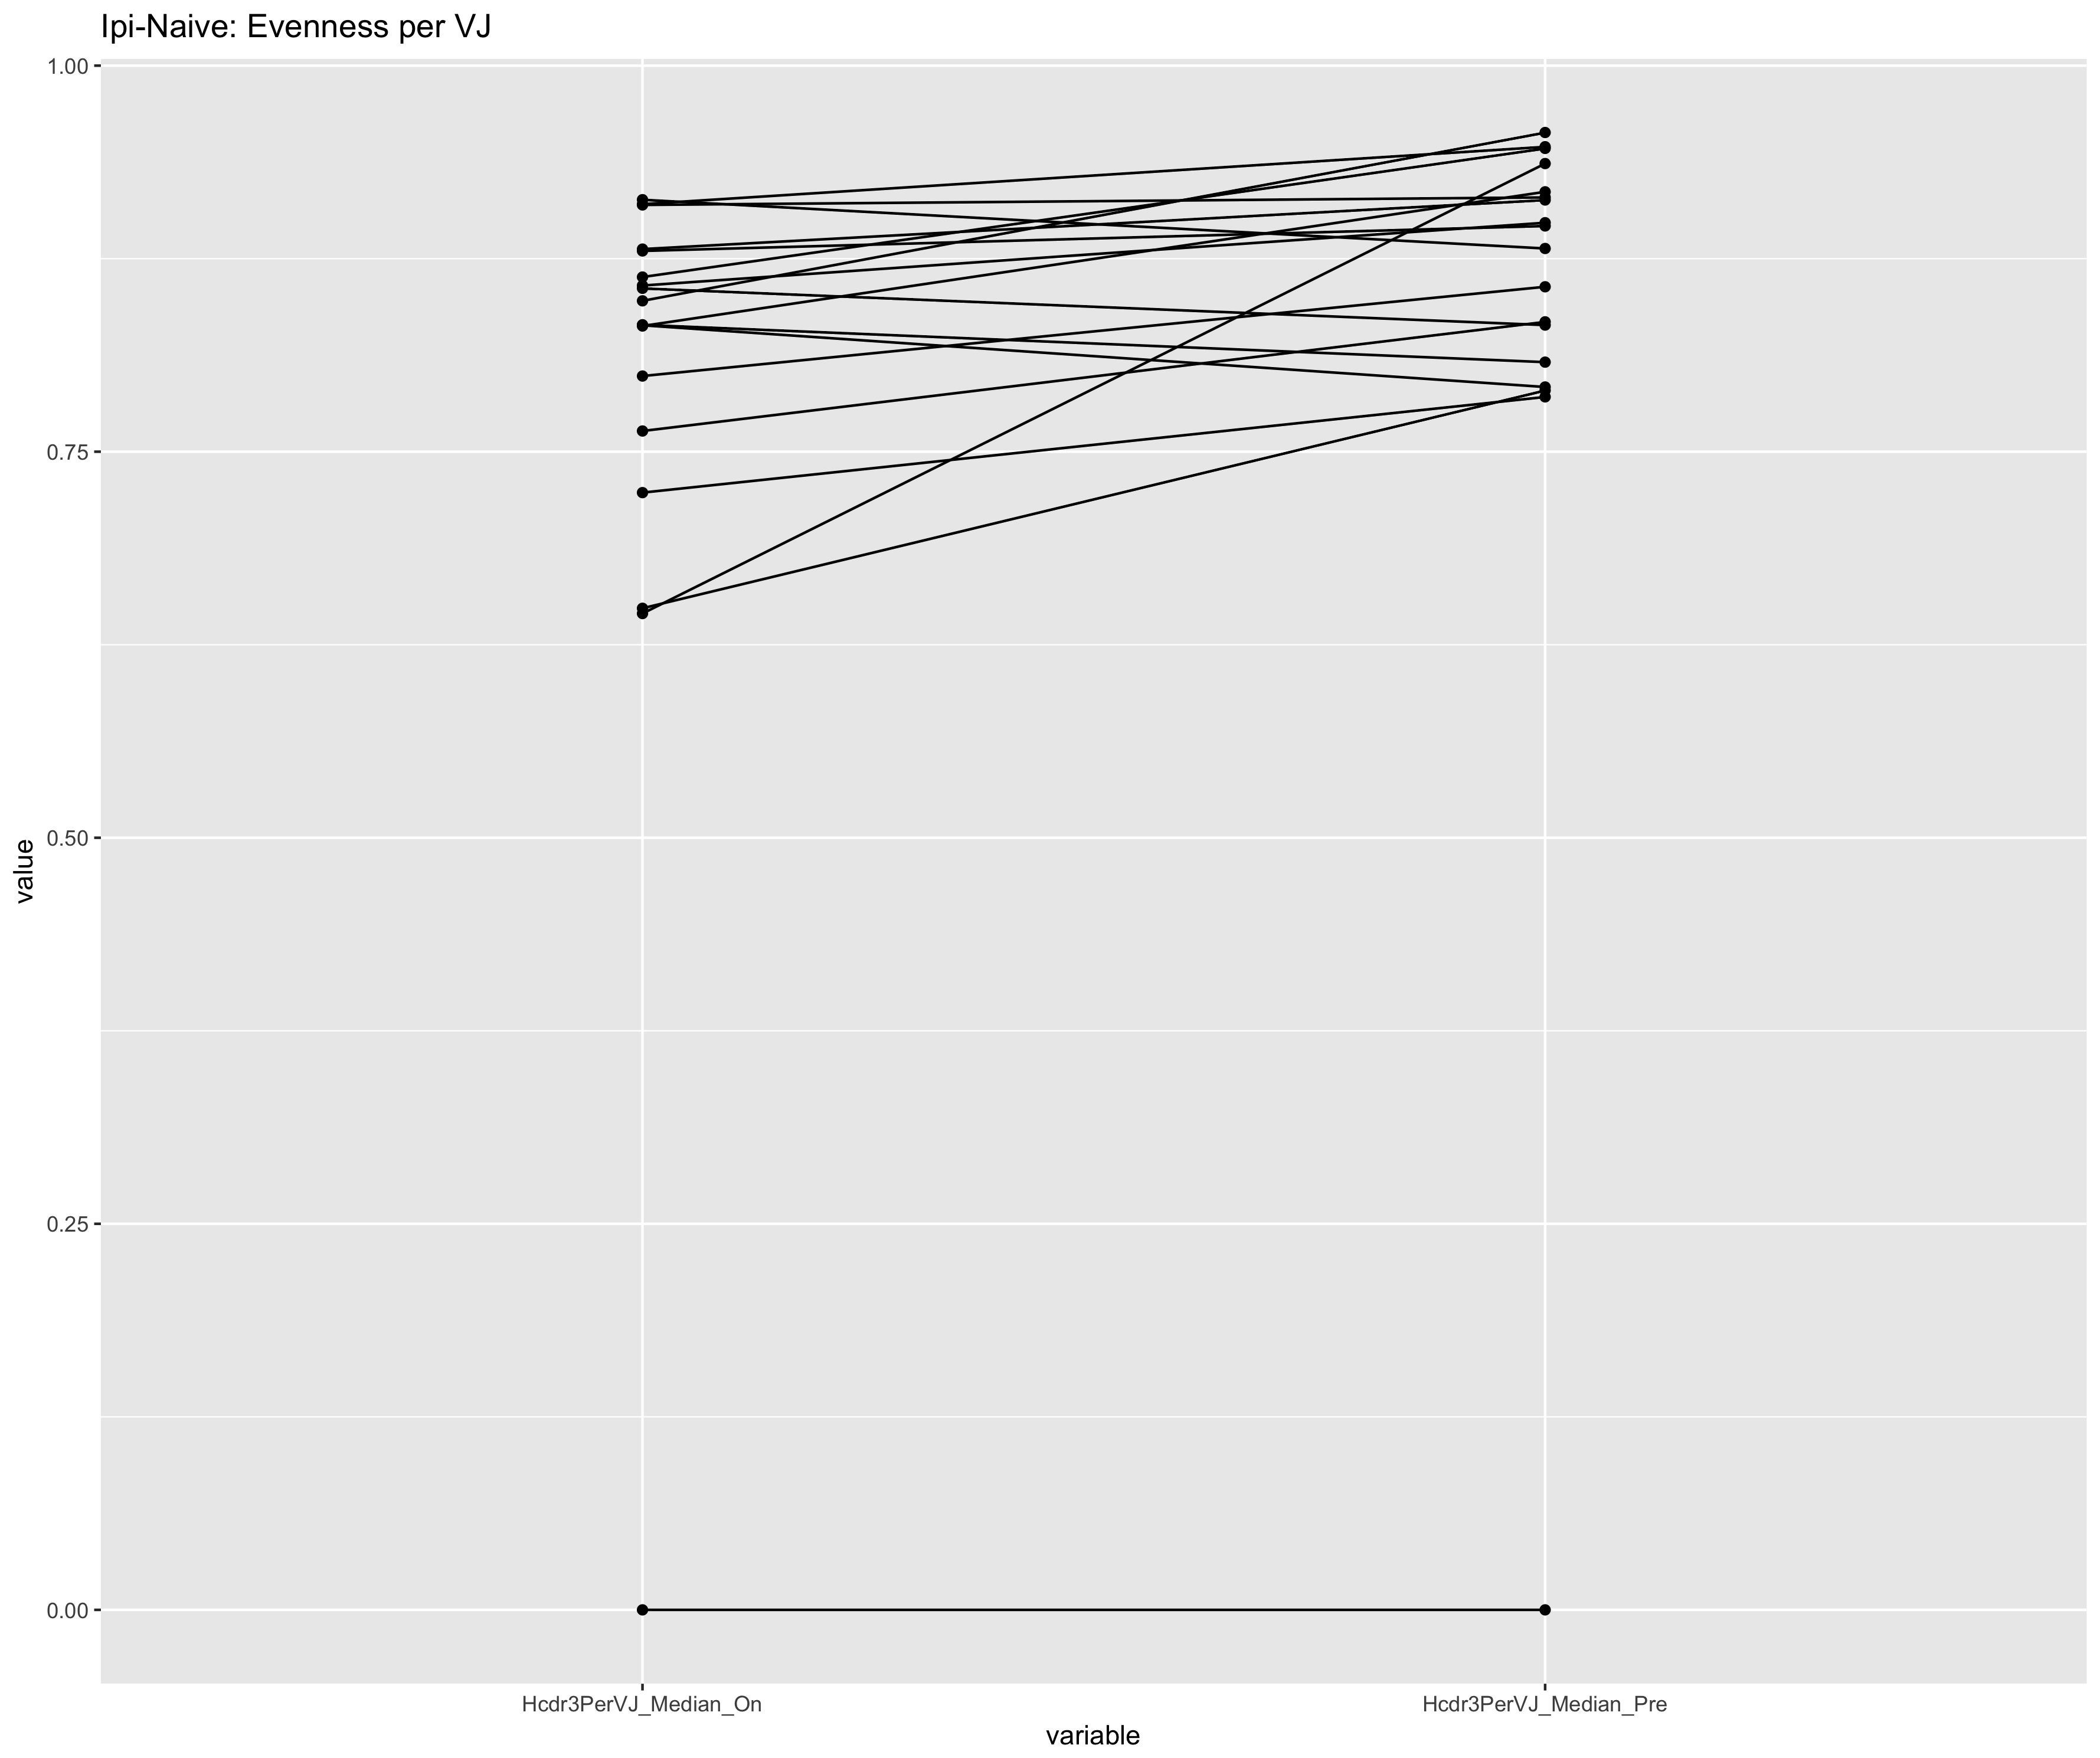 Ipi-Naive: Evenness per VJ
1.00
0.75
0.50
0.25
0.00
value
Hcdr3PerVJ_Median_On
Hcdr3PerVJ_Median_Pre
variable